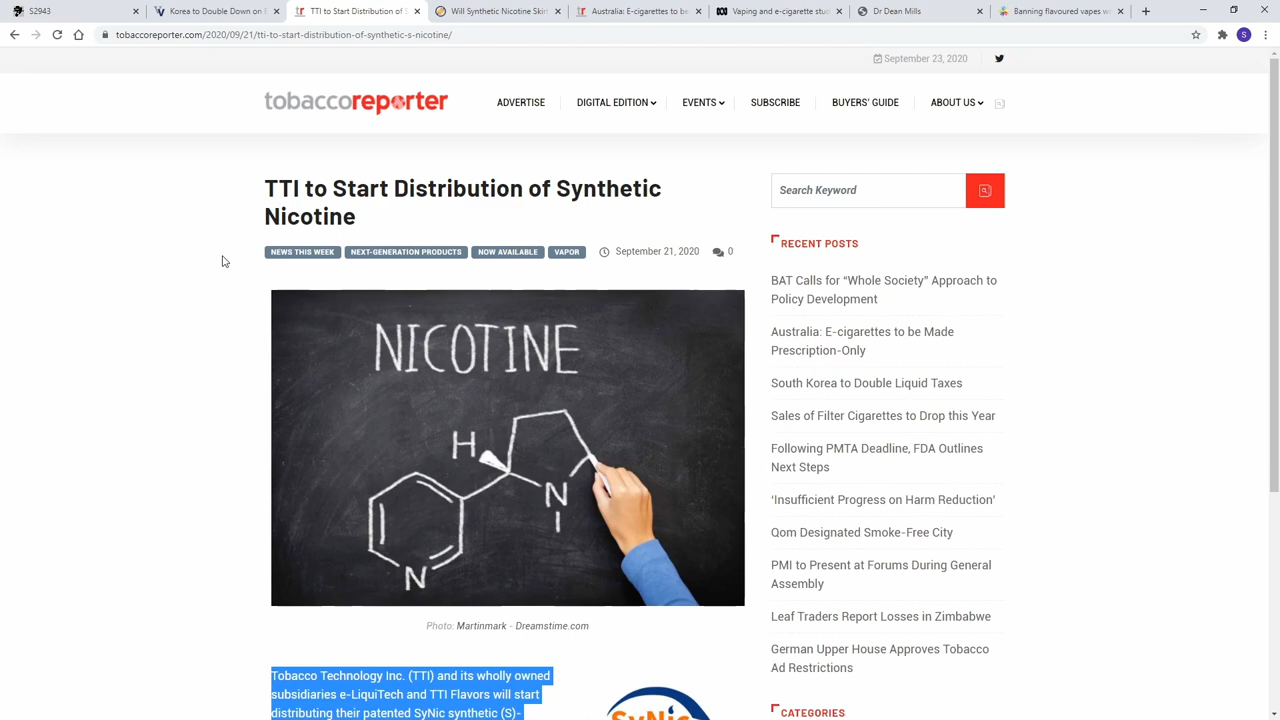 S2943
Korea to Double Down on E
TTI to Start Distribution of S
Will Synthetic Nicotine Skin
Australia: E-cigarettes to be
Vaping and e-cigarette stud
Dr Dean Mills
Banning flavoured vapes w
tobaccoreporter.com/2020/09/21/tti-to-start-distribution-of-synthetic-s-nicotine/
S
September 23, 2020
tobaccoreporter
ADVERTISE
DIGITAL EDITION
EVENTS
SUBSCRIBE
BUYERS' GUIDE
ABOUT US
TTI to Start Distribution of Synthetic
Nicotine
NEWS THIS WEEK
NEXT-GENERATION PRODUCTS
NOW AVAILABLE
VAPOR
September 21, 2020
0
NICOTINE
H
N
N
Photo: Martinmark - Dreamstime.com
Tobacco Technology Inc. (TTI) and its wholly owned
subsidiaries e-LiquiTech and TTI Flavors will start
distributing their patented SyNic synthetic (S)-
SyNic
Search Keyword
RECENT POSTS
BAT Calls for “Whole Society” Approach to
Policy Development
Australia: E-cigarettes to be Made
Prescription-Only
South Korea to Double Liquid Taxes
Sales of Filter Cigarettes to Drop this Year
Following PMTA Deadline, FDA Outlines
Next Steps
‘Insufficient Progress on Harm Reduction’
Qom Designated Smoke-Free City
PMI to Present at Forums During General
Assembly
Leaf Traders Report Losses in Zimbabwe
German Upper House Approves Tobacco
Ad Restrictions
CATEGORIES